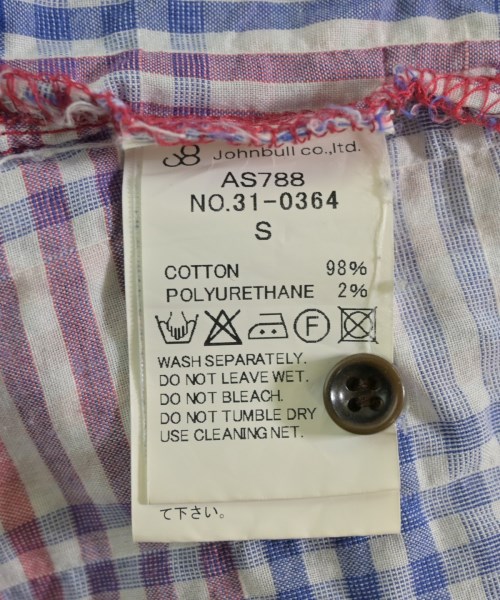 Johnbull co.,ltd.
AS788
NO.31-0364
S
COTTON 98%
POLYURETHANE 2%
F
WASH SEPARATELY.
DO NOT LEAVE WET.
DO NOT BLEACH.
DO NOT TUMBLE DRY
USE CLEANING NET.
て下さい。